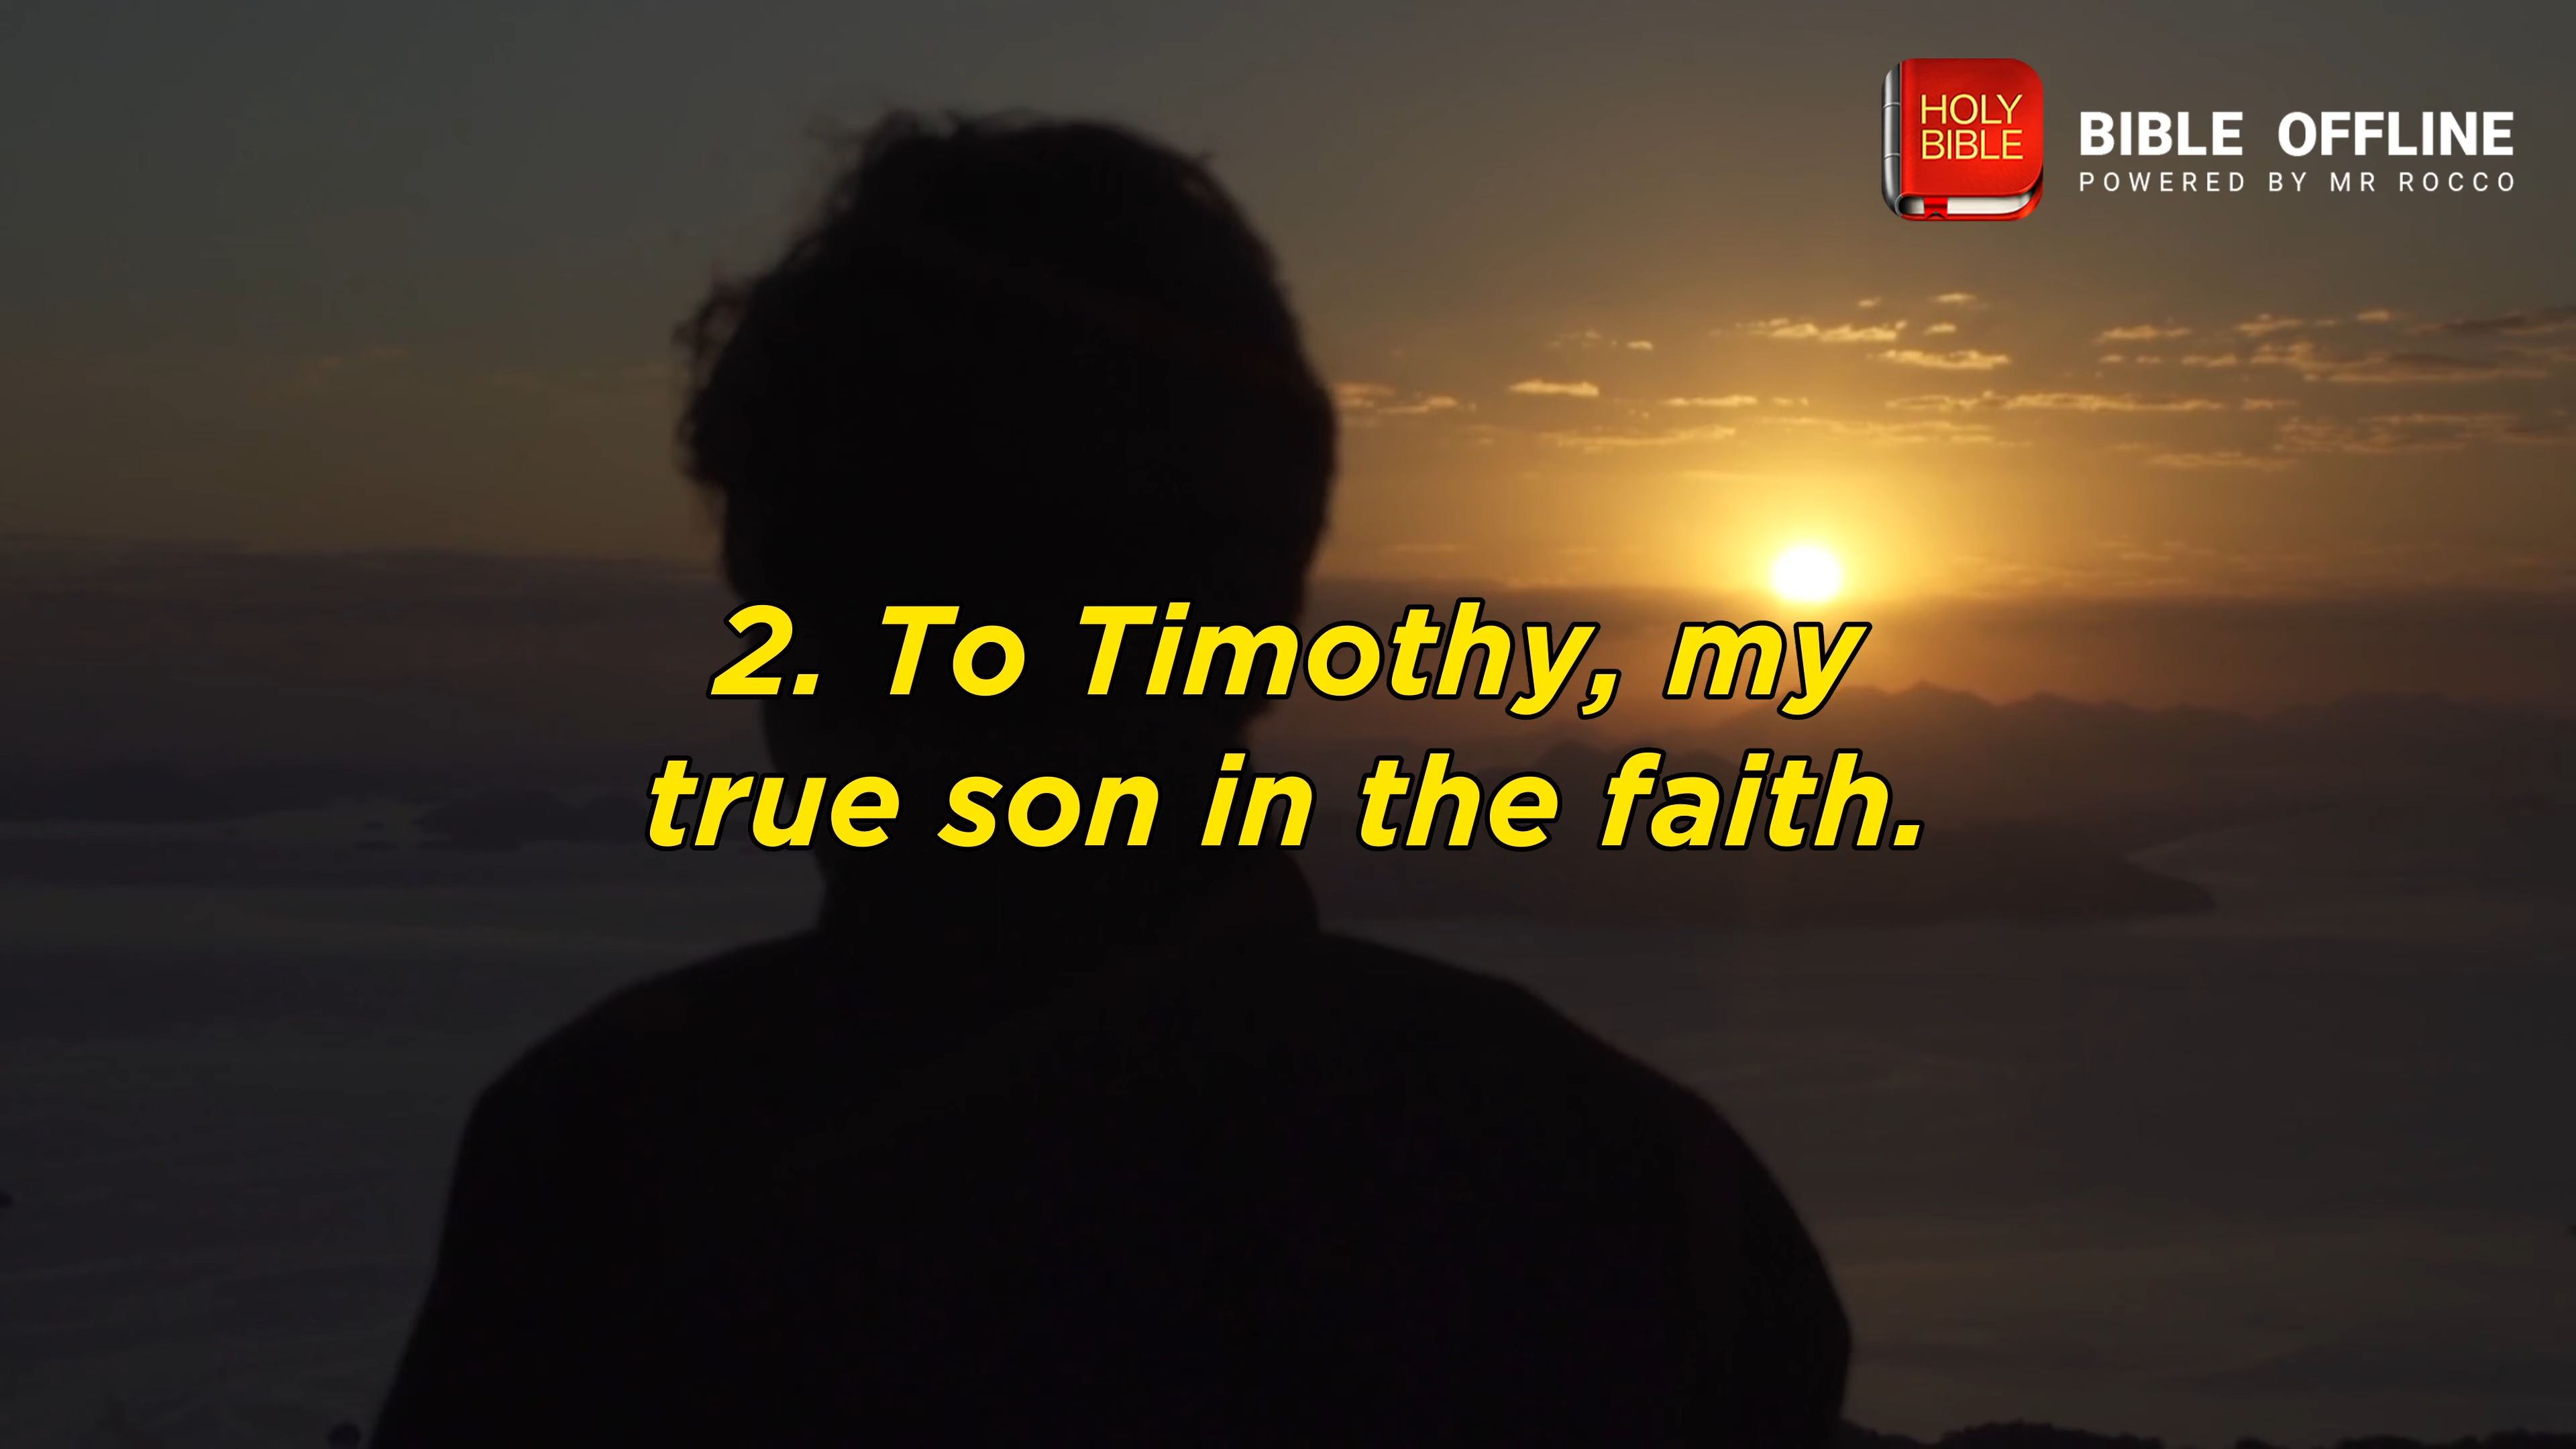 HOLY
BIBLE
BIBLE OFFLINE
POWERED BY MR ROCCO
2. To Timothy, my
true son in the faith.